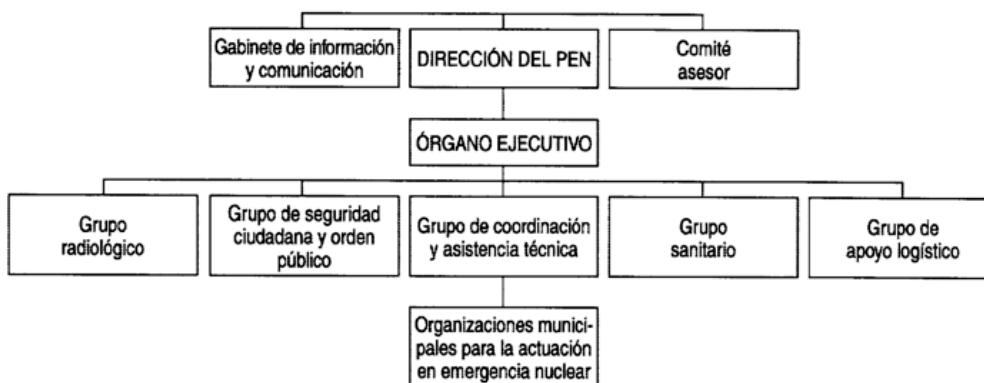 Gabinete de información
y comunicación
DIRECCIÓN DEL PEN
Comité
asesor
ÓRGANO EJECUTIVO
Grupo
radiológico
Grupo de seguridad
ciudadana y orden
público
Grupo de coordinación
y asistencia técnica
Grupo
sanitario
Grupo de
apoyo logístico
Organizaciones munici-
pales para la actuación
en emergencia nuclear